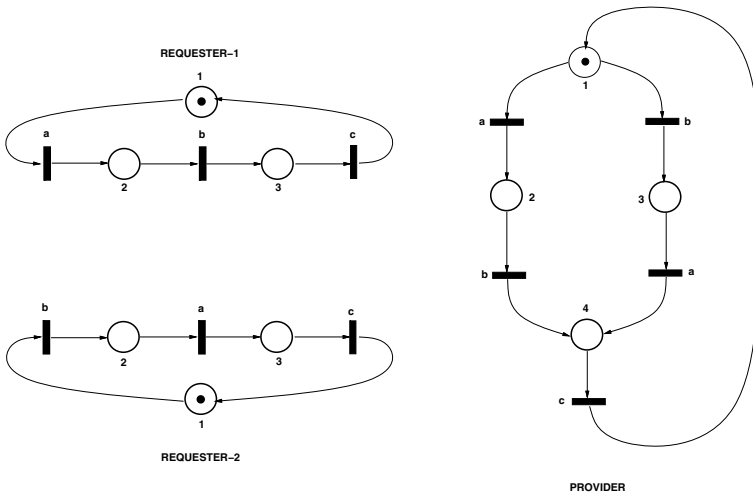 REQUESTER–1
1
a b c
2 3
b a c
2 3
1
REQUESTER–2
1
a b
2 3
b a
4
c
PROVIDER